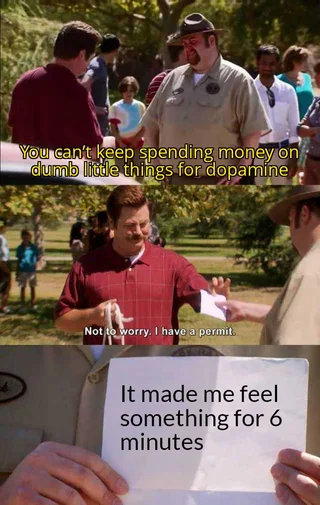 You can't keep spending money on
dumb little things for dopamine
Not to worry. I have a permit.
It made me feel
something for 6
minutes